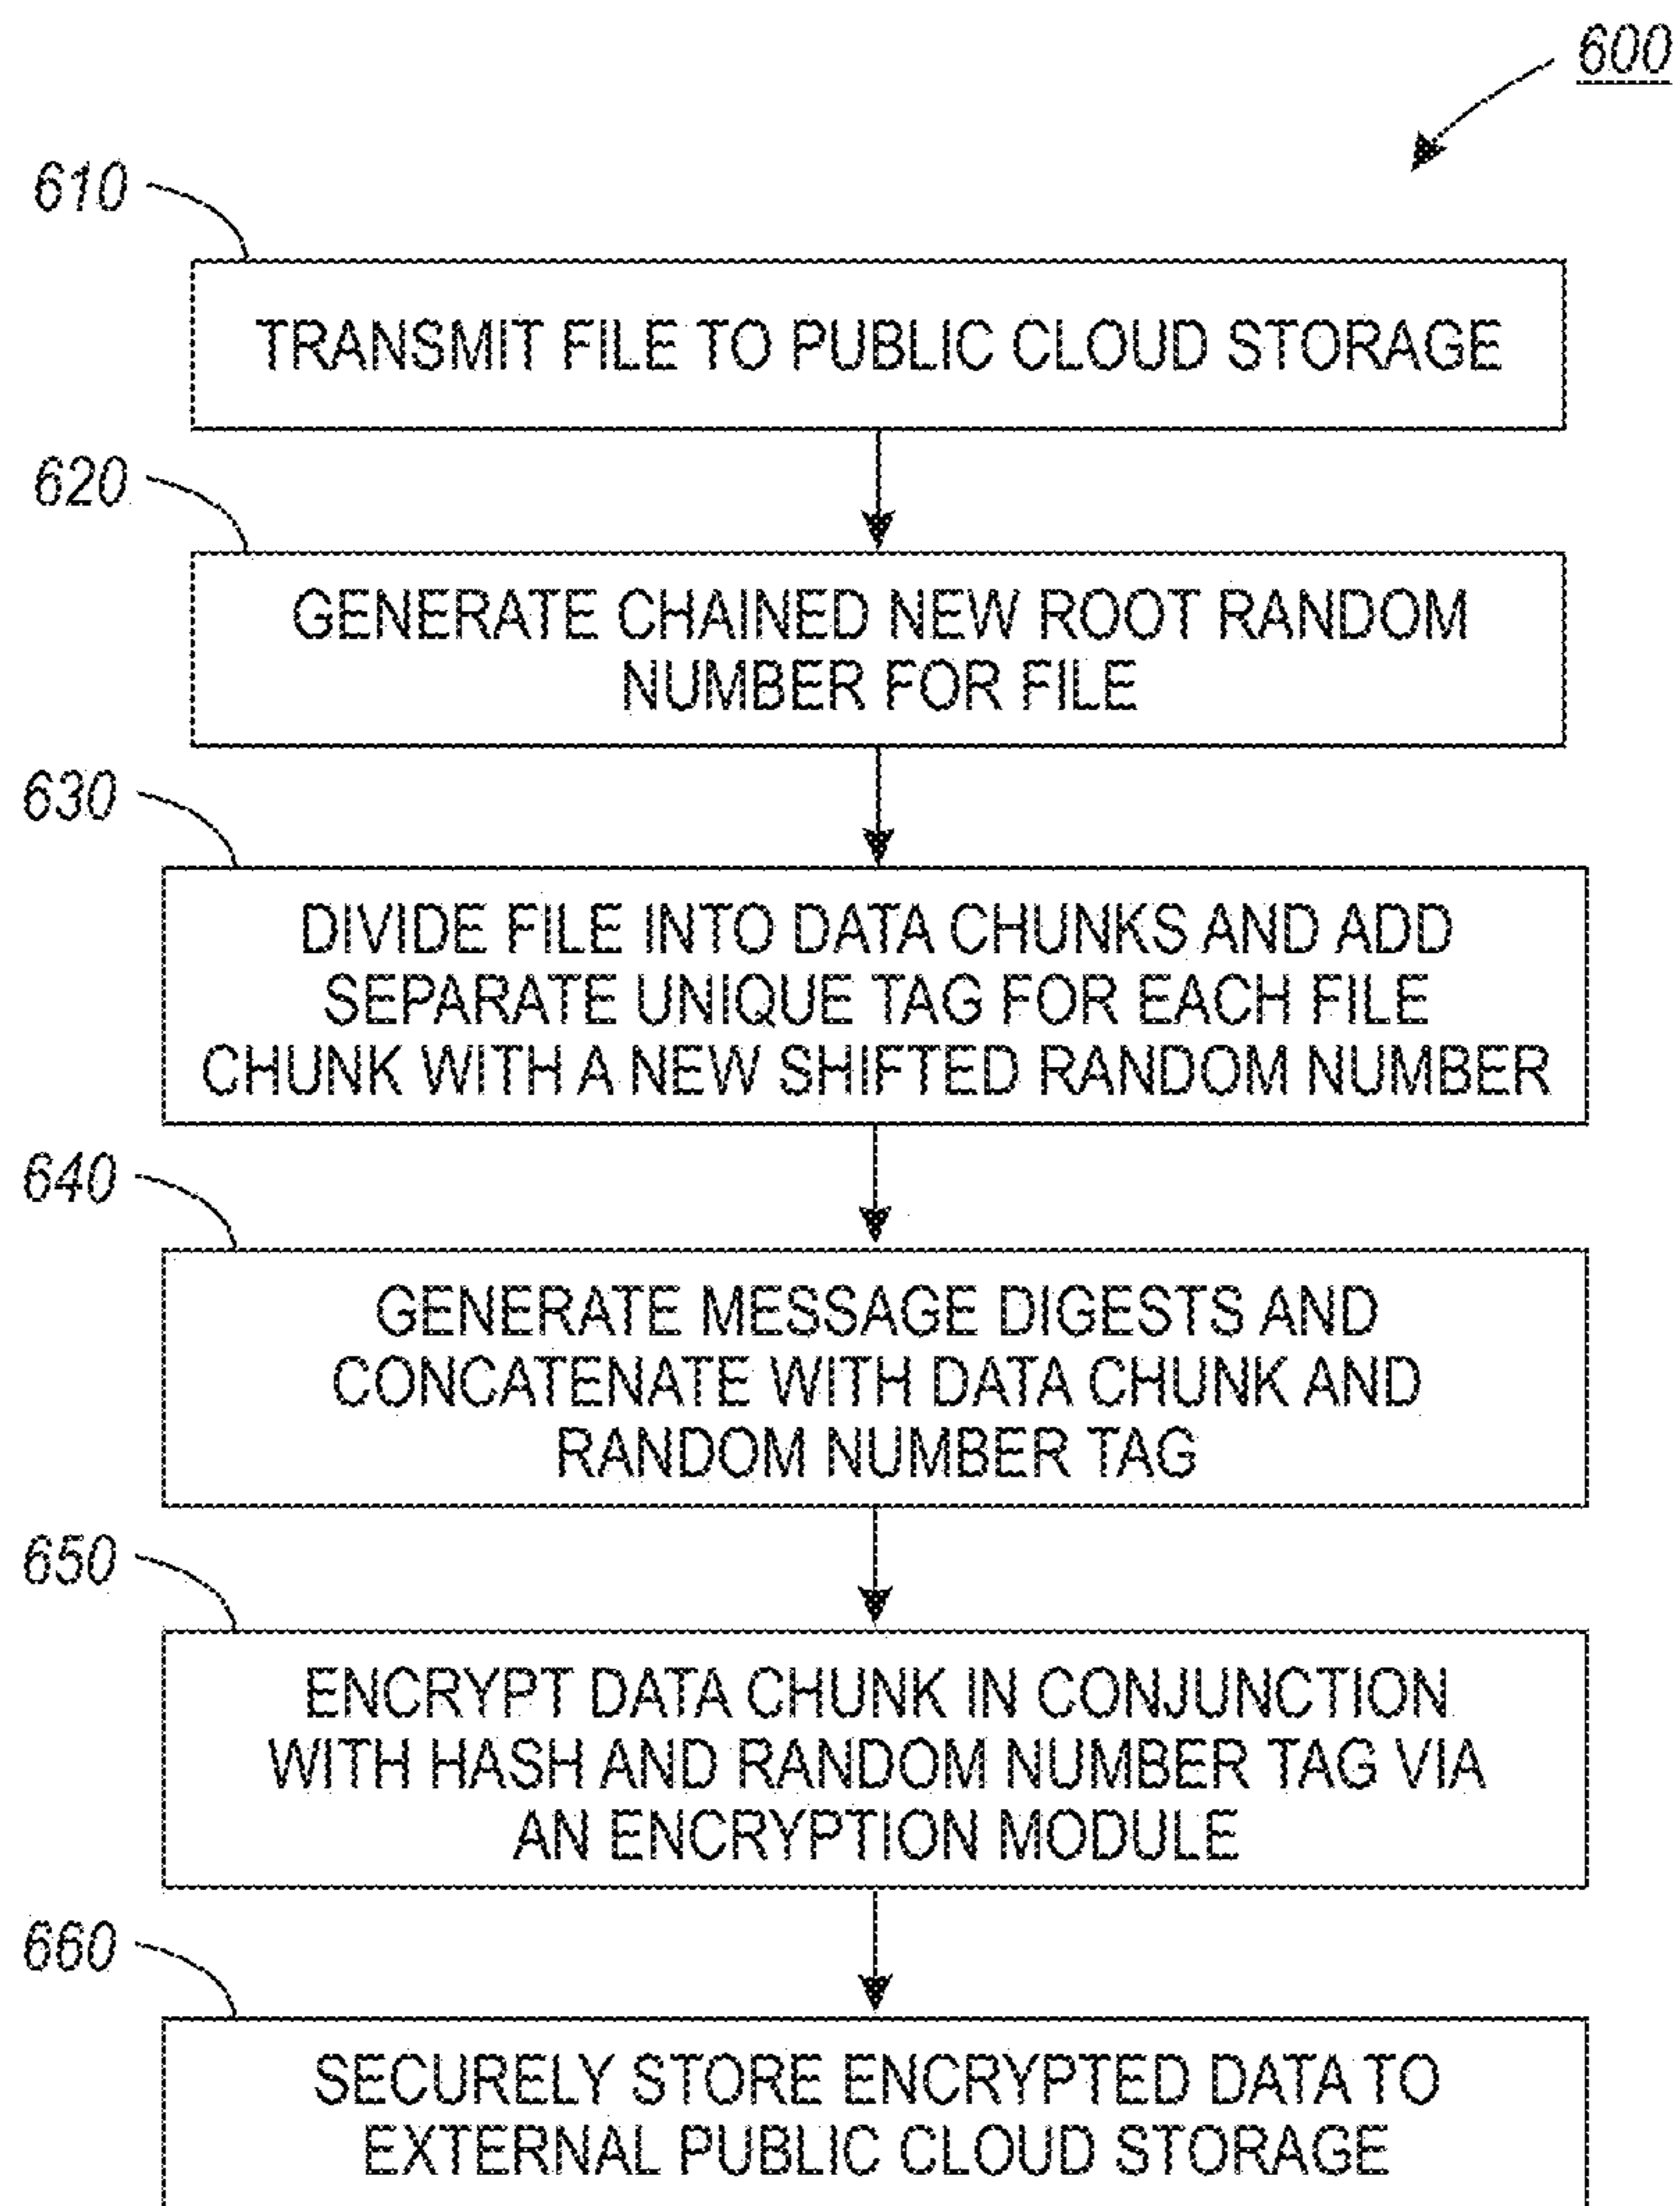 600
610
TRANSMIT FILE TO PUBLIC CLOUD STORAGE
620
GENERATE CHAINED NEW ROOT RANDOM
NUMBER FOR FILE
630
DIVIDE FILE INTO DATA CHUNKS AND ADD
SEPARATE UNIQUE TAG FOR EACH FILE
CHUNK WITH A NEW SHIFTED RANDOM NUMBER
640
GENERATE MESSAGE DIGESTS AND
CONCATENATE WITH DATA CHUNK AND
RANDOM NUMBER TAG
650
ENCRYPT DATA CHUNK IN CONJUNCTION
WITH HASH AND RANDOM NUMBER TAG VIA
AN ENCRYPTION MODULE
660
SECURELY STORE ENCRYPTED DATA TO
EXTERNAL PUBLIC CLOUD STORAGE